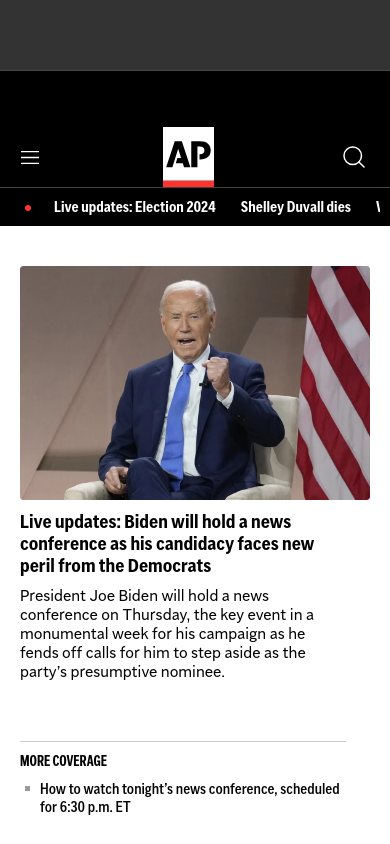 AP
Live updates: Election 2024 Shelley Duvall dies
Live updates: Biden will hold a news
conference as his candidacy faces new
peril from the Democrats
President Joe Biden will hold a news
conference on Thursday, the key event in a
monumental week for his campaign as he
fends off calls for him to step aside as the
party’s presumptive nominee.
MORE COVERAGE
How to watch tonight’s news conference, scheduled
for 6:30 p.m. ET